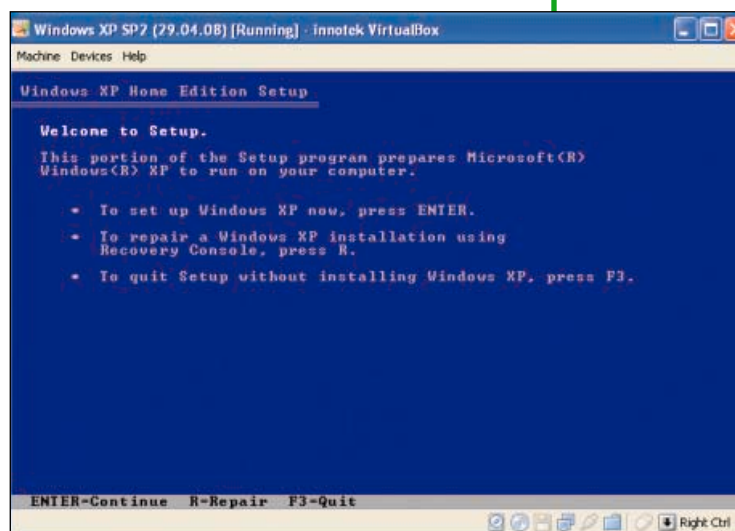 Windows XP SP2 (29.04.08) [Running] - innotek VirtualBox
Machine Devices Help
Windows XP Home Edition Setup
Welcome to Setup.
This portion of the Setup program prepares Microsoft(R)
Windows(R) XP to run on your computer.
• To set up Windows XP now, press ENTER.
• To repair a Windows XP installation using
Recovery Console, press R.
• To quit Setup without installing Windows XP, press F3.
ENTER=Continue R=Repair F3=Quit
Right Ctrl